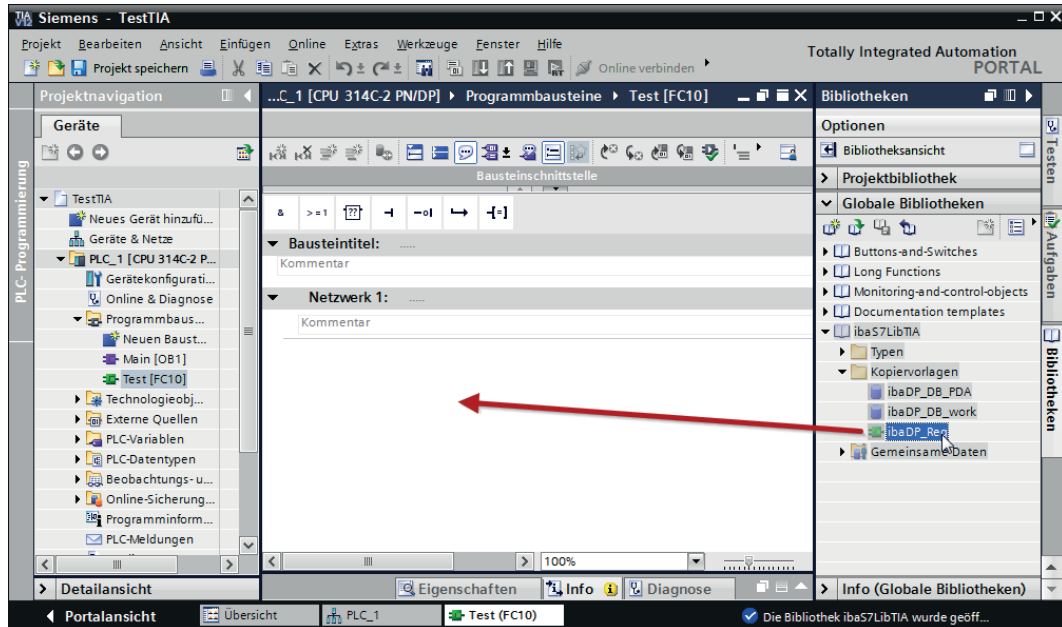 Siemens - TestTIA
Projekt Bearbeiten Ansicht Einfügen Online Extras Werkzeuge Fenster Hilfe
Totally Integrated Automation
PORTAL
Projekt speichern
Online verbinden
Projektnavigation
Geräte
PLC- Programmierung
TestTIA
Neues Gerät hinzufü...
Geräte & Netze
PLC_1 [CPU 314C-2 P...
Gerätekonfigurati...
Online & Diagnose
Programmbaus...
Neuen Baust...
Main [OB1]
Test [FC10]
Technologieobj...
Externe Quellen
PLC-Variablen
PLC-Datentypen
Beobachtungs- u...
Online-Sicherung...
Programminform...
PLC-Meldungen
Detailansicht
...C_1 [CPU 314C-2 PN/DP] Programmbausteine Test [FC10]
Bausteinschnittstelle
& >=1 ?? -| -o| -[=]
Bausteintitel: .....
Kommentar
Netzwerk 1: .....
Kommentar
100%
Eigenschaften Info Diagnose
Bibliotheken
Optionen
Bibliotheksansicht
Projektbibliothek
Globale Bibliotheken
Buttons-and-Switches
Long Functions
Monitoring-and-control-objects
Documentation templates
ibaS7LibTIA
Typen
Kopiervorlagen
ibaDP_DB_PDA
ibaDP_DB_work
Gemeinsame Daten
Info (Globale Bibliotheken)
Testen
Aufgaben
Bibliotheken
Portalansicht Übersicht PLC_1 Test (FC10) Die Bibliothek ibaS7LibTIA wurde geöff...